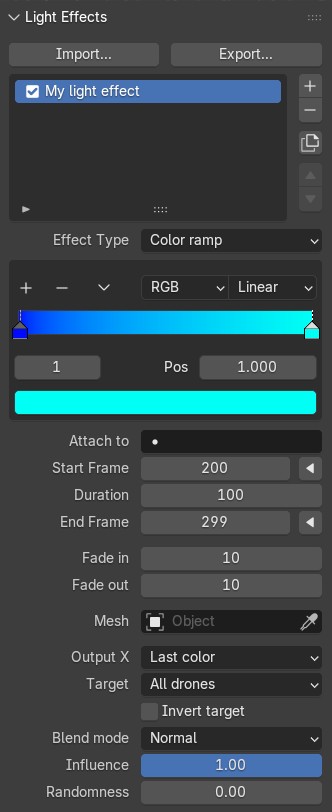 Light Effects
Import... Export...
My light effect
Effect Type Color ramp
RGB Linear
1 Pos 1.000
Attach to
Start Frame 200
Duration 100
End Frame 299
Fade in 10
Fade out 10
Mesh Object
Output X Last color
Target All drones
Invert target
Blend mode Normal
Influence 1.00
Randomness 0.00